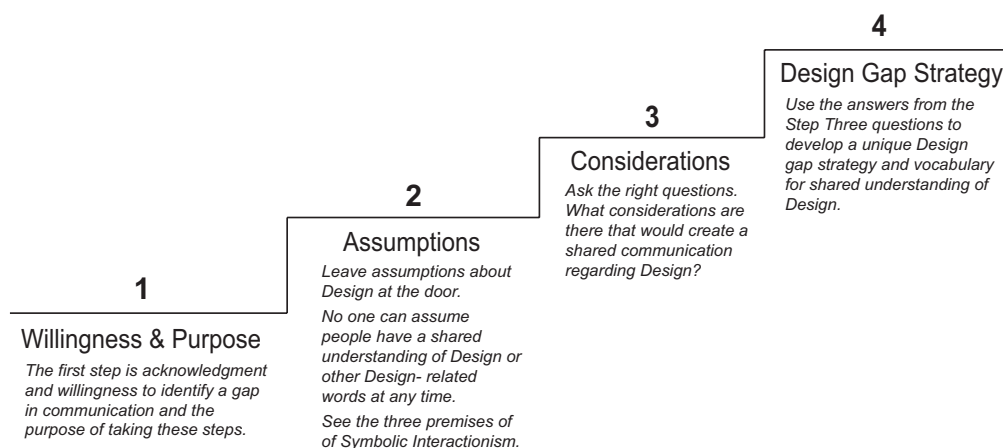 1
Willingness & Purpose
The first step is acknowledgment
and willingness to identify a gap
in communication and the
purpose of taking these steps.
2
Assumptions
Leave assumptions about
Design at the door.
No one can assume
people have a shared
understanding of Design or
other Design- related
words at any time.
See the three premises of
of Symbolic Interactionism.
3
Considerations
Ask the right questions.
What considerations are
there that would create a
shared communication
regarding Design?
4
Design Gap Strategy
Use the answers from the
Step Three questions to
develop a unique Design
gap strategy and vocabulary
for shared understanding of
Design.